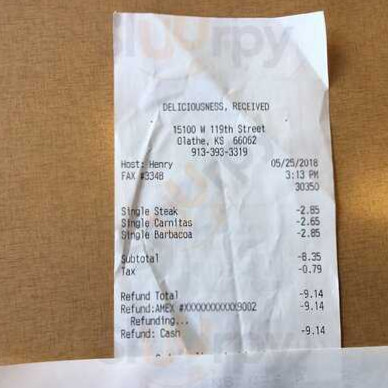 DELICIOUSNESS, RECEIVED
15100 W 119th Street
Olathe, KS 66062
913-393-3319
Host: Henry 05/25/2018
FAX #3348 3:13 PM
30350
Single Steak -2.85
Single Carnitas -2.65
Single Barbacoa -2.85
Subtotal -8.35
Tax -0.79
Refund Total -9.14
Refund:AMEX #XXXXXXXXXXX9002 -9.14
Refunding...
Refund: Cash -9.14